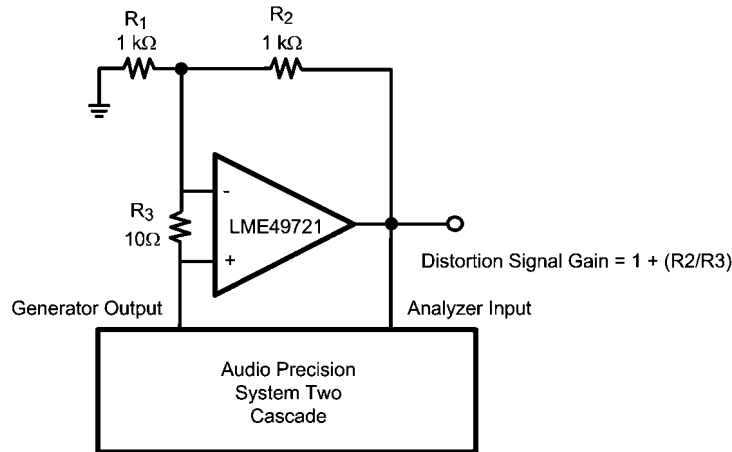 R1
1 kΩ
R2
1 kΩ
R3
10Ω
-
+
LME49721
Distortion Signal Gain = 1 + (R2/R3)
Generator Output
Analyzer Input
Audio Precision
System Two
Cascade